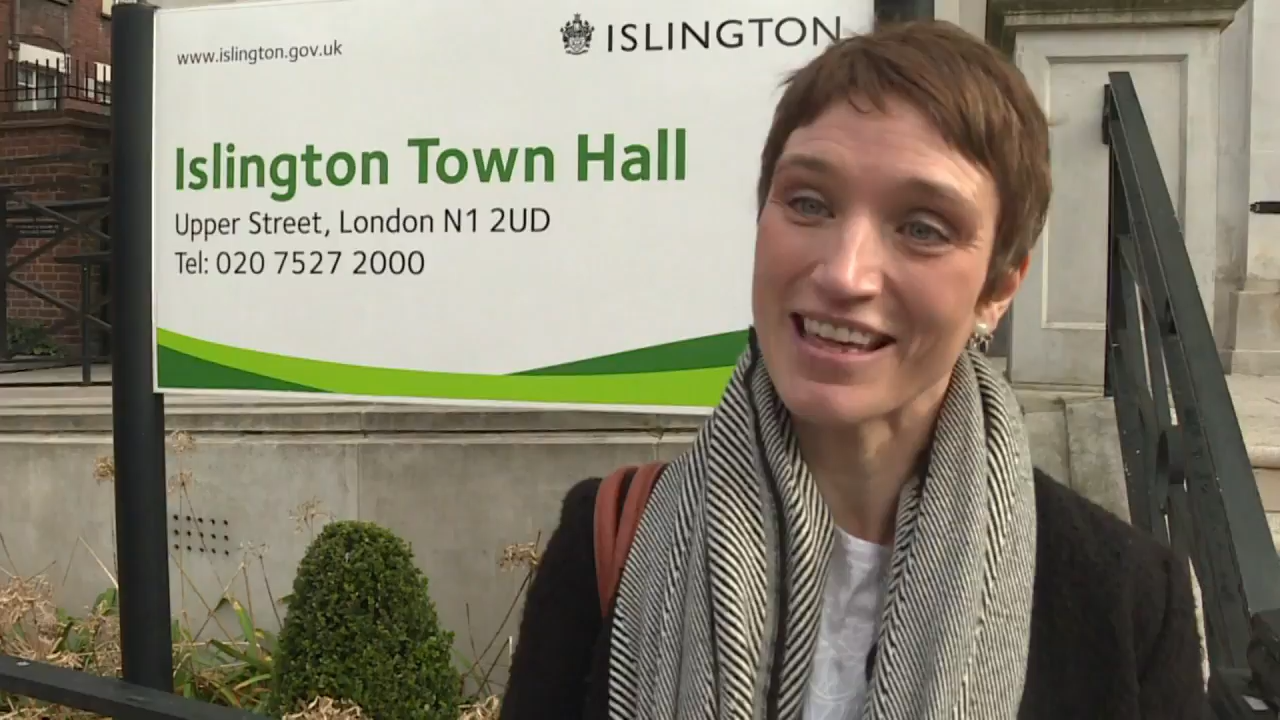 www.islington.gov.uk
ISLINGTON
Islington Town Hall
Upper Street, London N1 2UD
Tel: 020 7527 2000